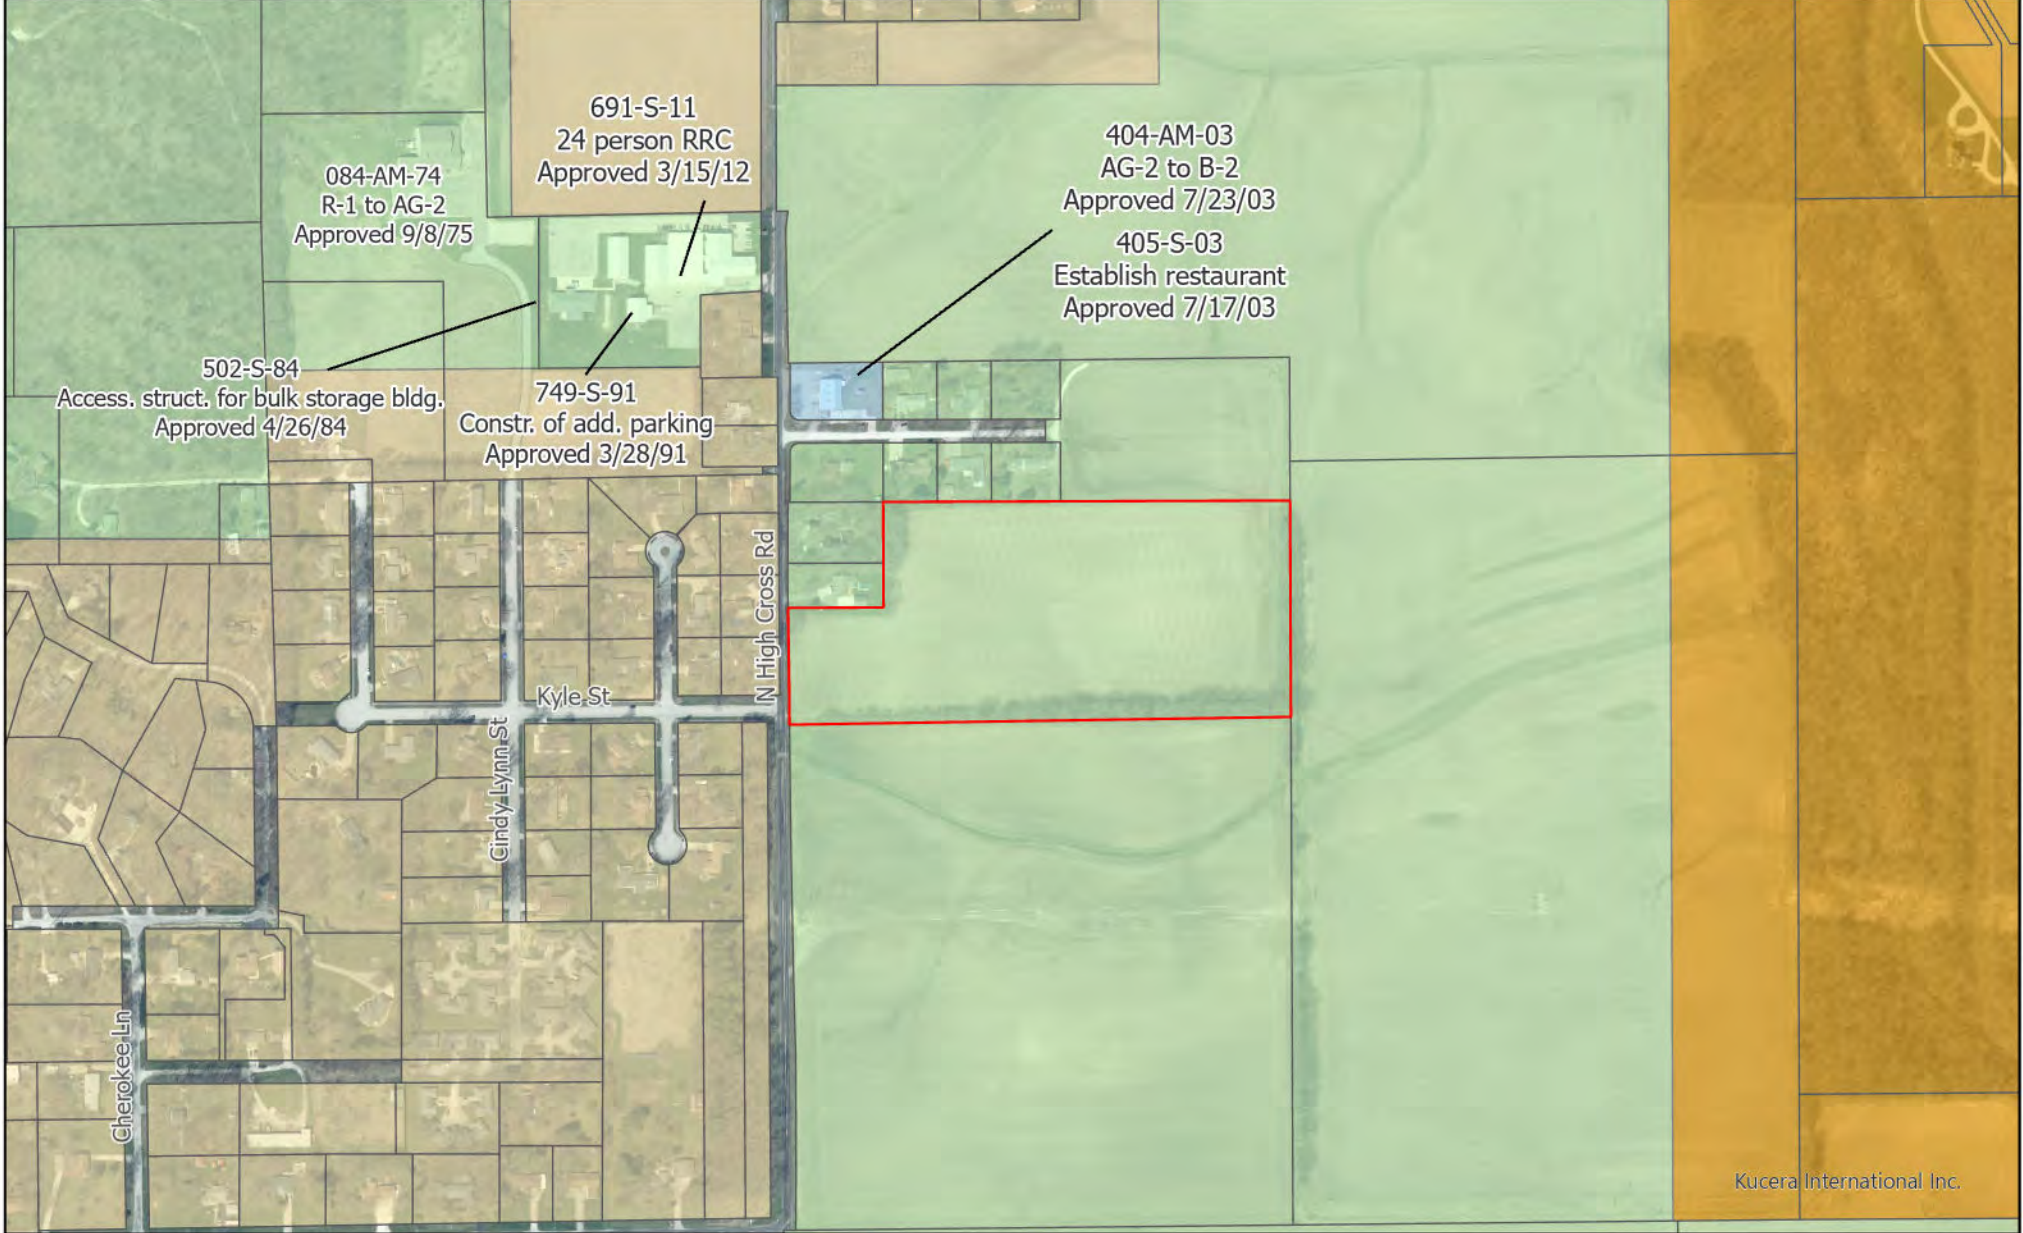 691-S-11
24 person RRC
Approved 3/15/12
404-AM-03
AG-2 to B-2
Approved 7/23/03
405-S-03
Establish restaurant
Approved 7/17/03
084-AM-74
R-1 to AG-2
Approved 9/8/75
502-S-84
Access. struct. for bulk storage bldg.
Approved 4/26/84
749-S-91
Constr. of add. parking
Approved 3/28/91
N High Cross Rd
Kyle St
Cindy Lynn St
Cherokee Ln
Kucera International Inc.